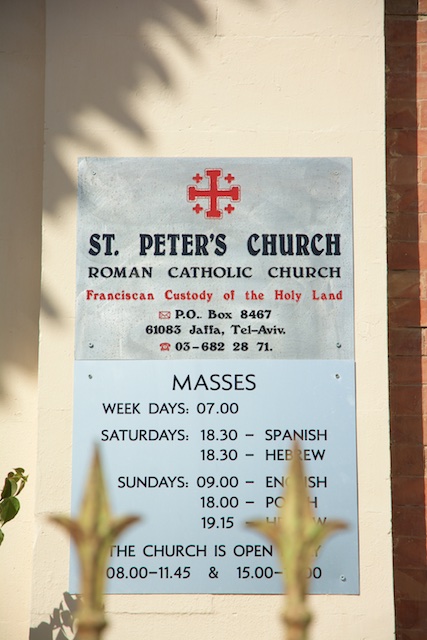 ST. PETER'S CHURCH
ROMAN CATHOLIC CHURCH
Franciscan Custody of the Holy Land
P.O. Box 8467
61083 Jaffa, Tel-Aviv.
03-682 28 71.
MASSES
WEEK DAYS: 07.00
SATURDAYS: 18.30 - SPANISH
18.30 - HEBREW
SUNDAYS: 09.00 - ENGLISH
18.00 -
19.15 -
THE CHURCH IS OPEN
08.00-11.45 &